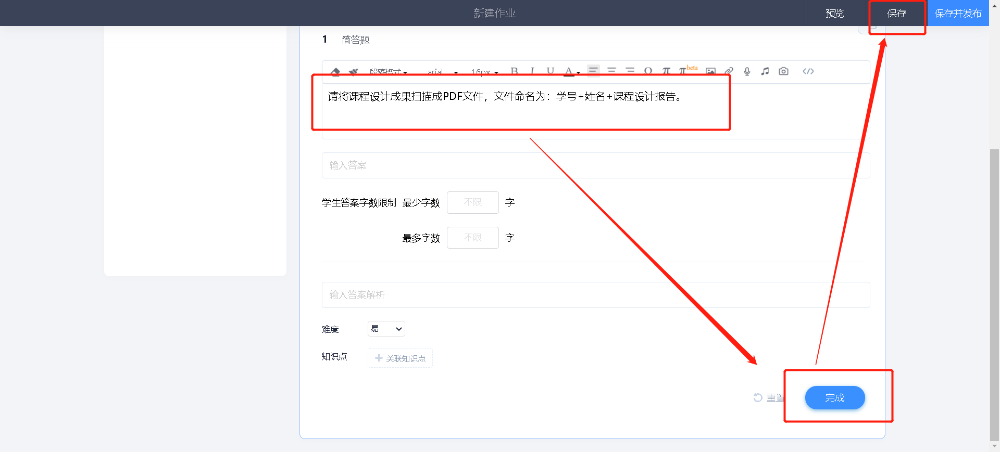 新建作业 预览 保存 保存并发布
1 简答题
段落格式 arial 16px B I U A Ω π π beta </>
请将课程设计成果扫描成PDF文件，文件命名为：学号+姓名+课程设计报告。
输入答案
学生答案字数限制 最少字数 不限 字
最多字数 不限 字
输入答案解析
难度 易
知识点 + 关联知识点
重置 完成